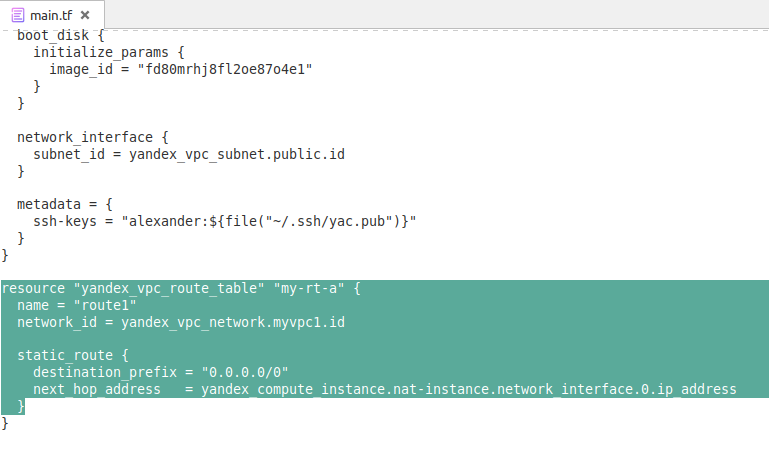 main.tf
boot_disk {
initialize_params {
image_id = "fd80mrhj8fl2oe87o4e1"
}
}
network_interface {
subnet_id = yandex_vpc_subnet.public.id
}
metadata = {
ssh-keys = "alexander:${file("~/.ssh/yac.pub")}"
}
}
resource "yandex_vpc_route_table" "my-rt-a" {
name = "route1"
network_id = yandex_vpc_network.myvpc1.id
static_route {
destination_prefix = "0.0.0.0/0"
next_hop_address   = yandex_compute_instance.nat-instance.network_interface.0.ip_address
}
}